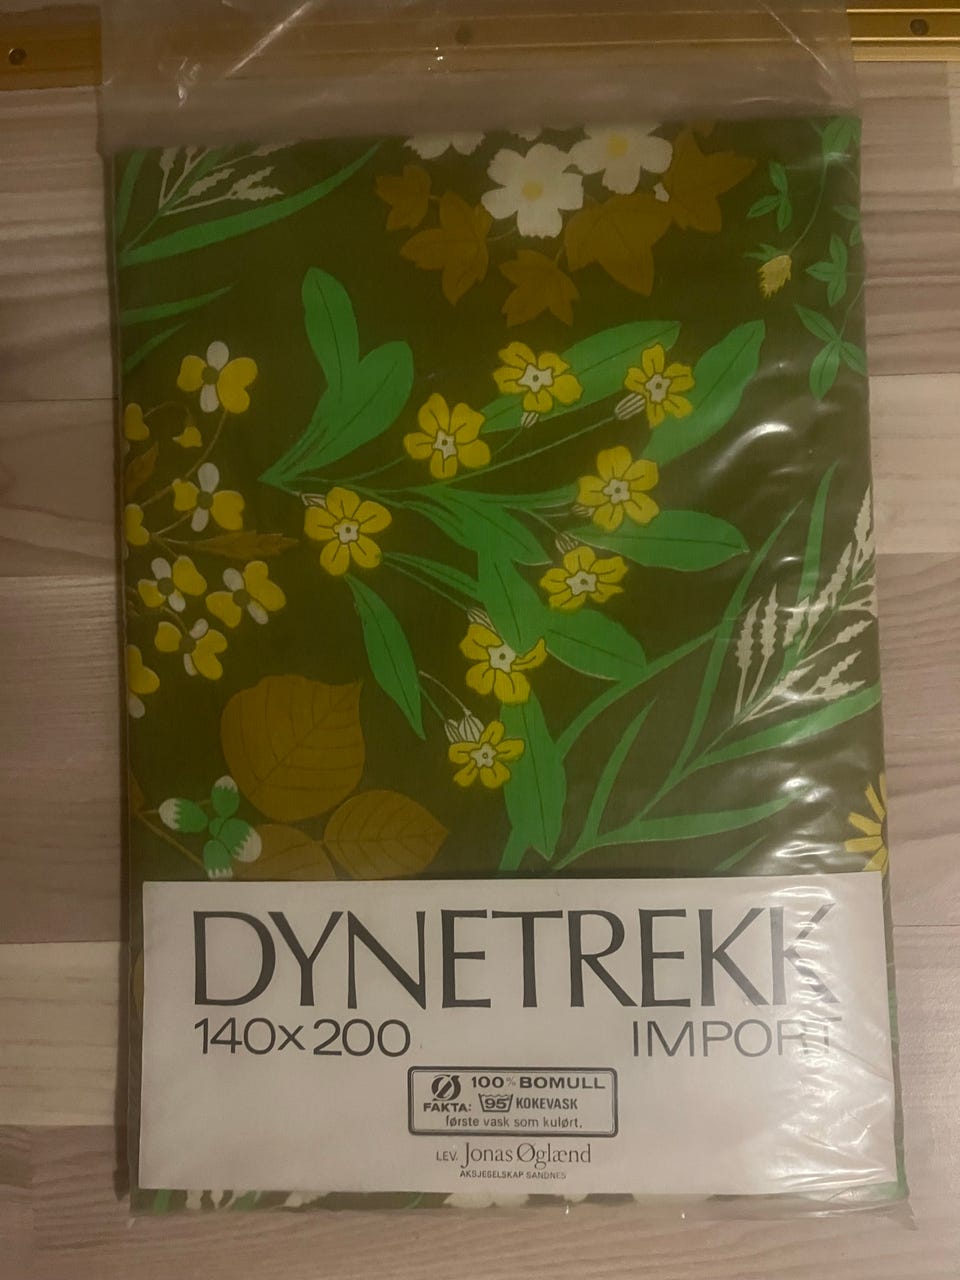 DYNETREKK
140x200 IMPORT
Ø 100% BOMULL
FAKTA: 95 KOKEVASK
første vask som kulørt.
LEV. Jonas Øglænd
AKSJESELSKAP SANDNES